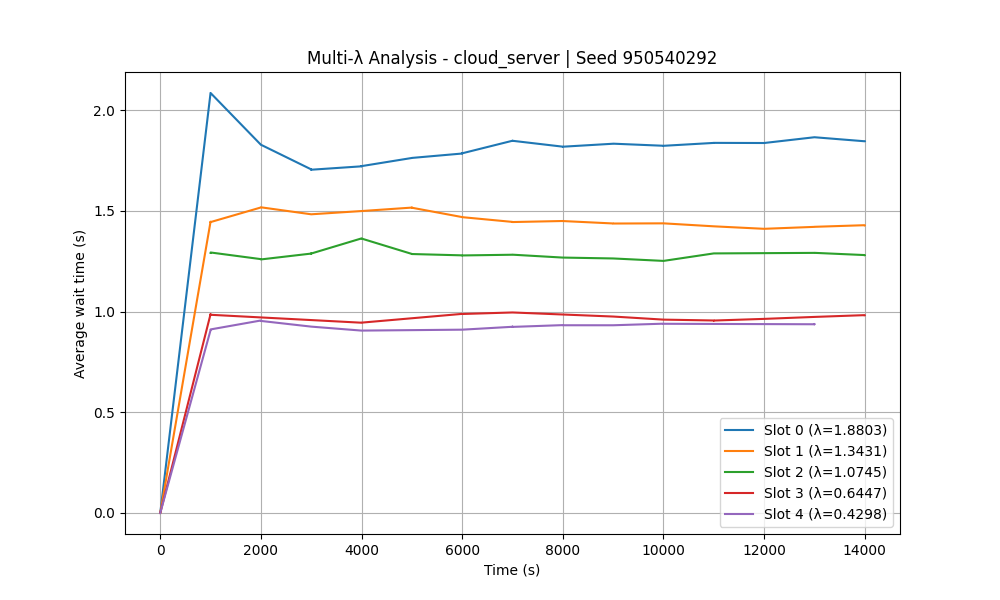 Multi-λ Analysis - cloud_server | Seed 950540292
Average wait time (s)
2.0
1.5
1.0
0.5
0.0
Slot 0 (λ=1.8803)
Slot 1 (λ=1.3431)
Slot 2 (λ=1.0745)
Slot 3 (λ=0.6447)
Slot 4 (λ=0.4298)
0 2000 4000 6000 8000 10000 12000 14000
Time (s)